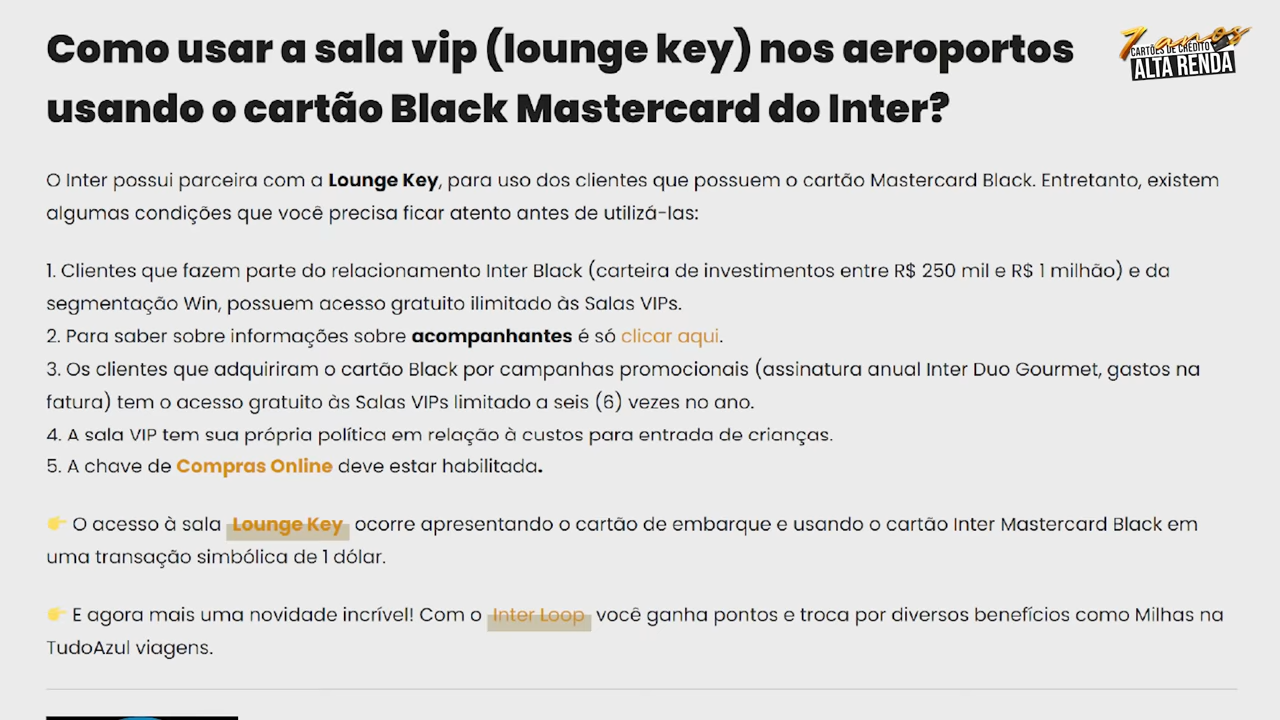 Como usar a sala vip (lounge key) nos aeroportos
usando o cartão Black Mastercard do Inter?
7 anos
CARTÕES DE CRÉDITO
ALTA RENDA
O Inter possui parceira com a Lounge Key, para uso dos clientes que possuem o cartão Mastercard Black. Entretanto, existem
algumas condições que você precisa ficar atento antes de utilizá-las:
1. Clientes que fazem parte do relacionamento Inter Black (carteira de investimentos entre R$ 250 mil e R$ 1 milhão) e da
segmentação Win, possuem acesso gratuito ilimitado às Salas VIPs.
2. Para saber sobre informações sobre acompanhantes é só clicar aqui.
3. Os clientes que adquiriram o cartão Black por campanhas promocionais (assinatura anual Inter Duo Gourmet, gastos na
fatura) tem o acesso gratuito às Salas VIPs limitado a seis (6) vezes no ano.
4. A sala VIP tem sua própria política em relação à custos para entrada de crianças.
5. A chave de Compras Online deve estar habilitada.
👉 O acesso à sala Lounge Key ocorre apresentando o cartão de embarque e usando o cartão Inter Mastercard Black em
uma transação simbólica de 1 dólar.
👉 E agora mais uma novidade incrível! Com o Inter Loop você ganha pontos e troca por diversos benefícios como Milhas na
TudoAzul viagens.